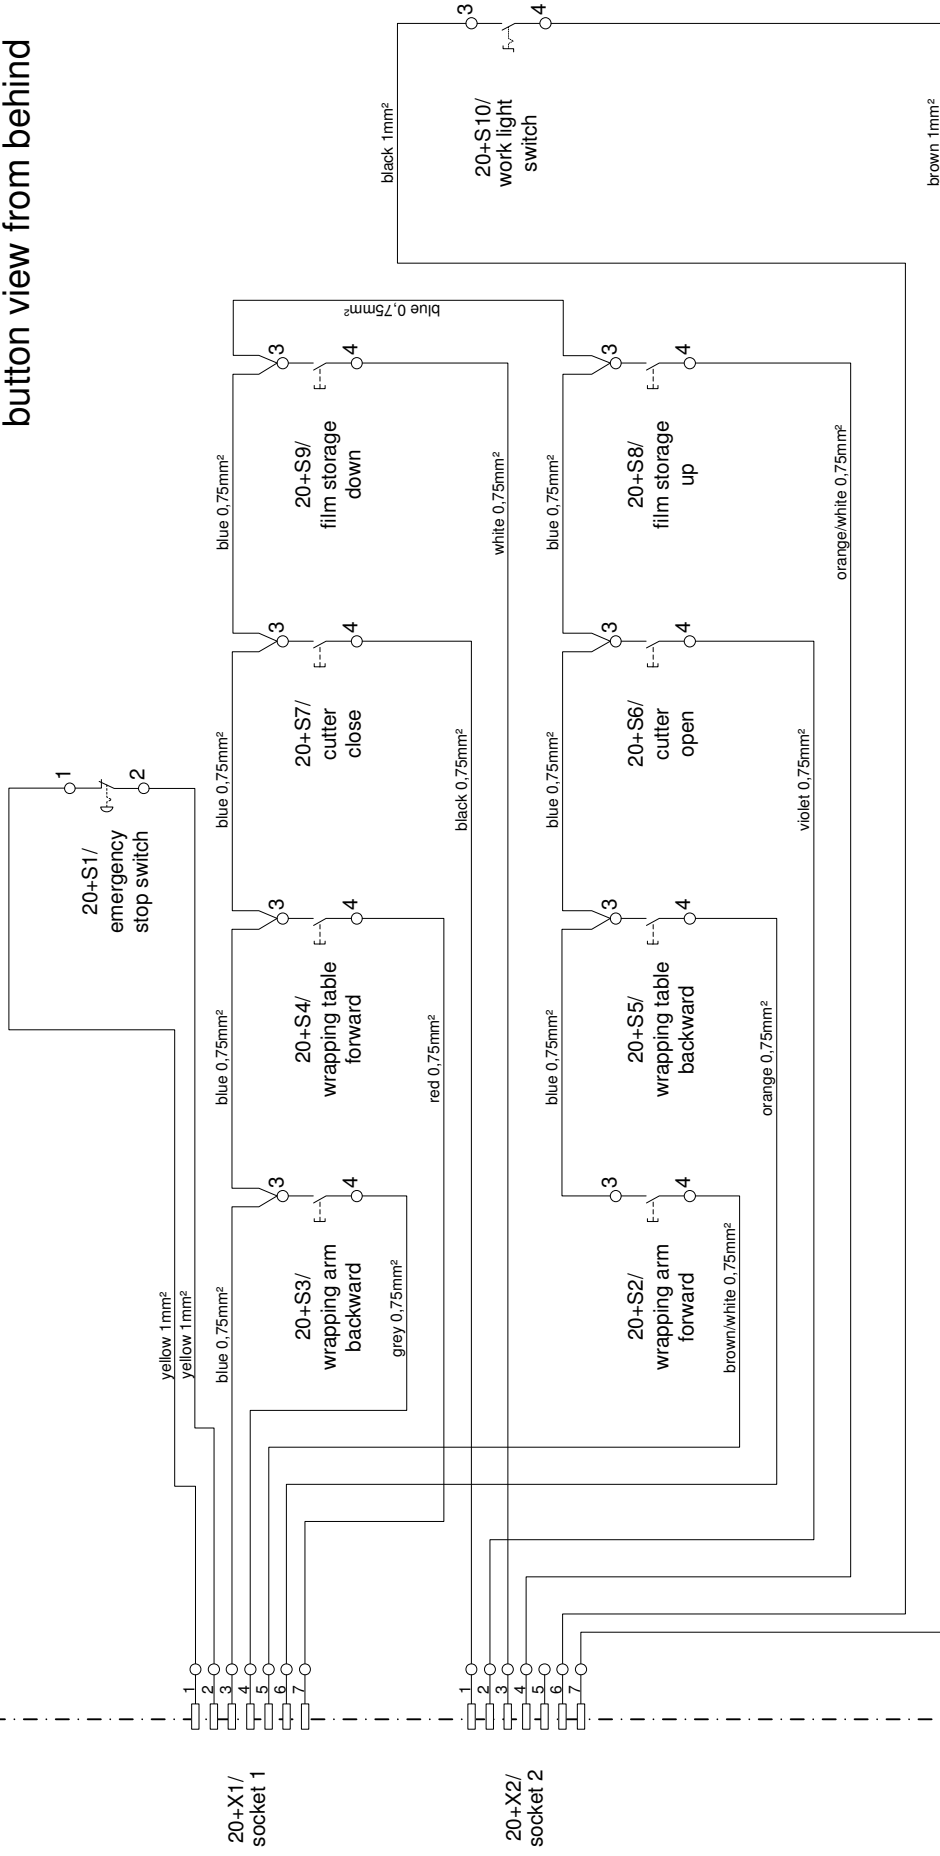 button view from behind
3
4
20+S10/
work light
switch
black 1mm²
brown 1mm²
1
2
20+S1/
emergency
stop switch
yellow 1mm²
yellow 1mm²
blue 0,75mm²
3
4
20+S3/
wrapping arm
backward
grey 0,75mm²
blue 0,75mm²
3
4
20+S4/
wrapping table
forward
red 0,75mm²
blue 0,75mm²
3
4
20+S7/
cutter
close
black 0,75mm²
blue 0,75mm²
3
4
20+S9/
film storage
down
white 0,75mm²
blue 0,75mm²
3
4
20+S2/
wrapping arm
forward
brown/white 0,75mm²
blue 0,75mm²
3
4
20+S5/
wrapping table
backward
orange 0,75mm²
blue 0,75mm²
3
4
20+S6/
cutter
open
violet 0,75mm²
blue 0,75mm²
3
4
20+S8/
film storage
up
orange/white 0,75mm²
1
2
3
4
5
6
7
20+X1/
socket 1
1
2
3
4
5
6
7
20+X2/
socket 2